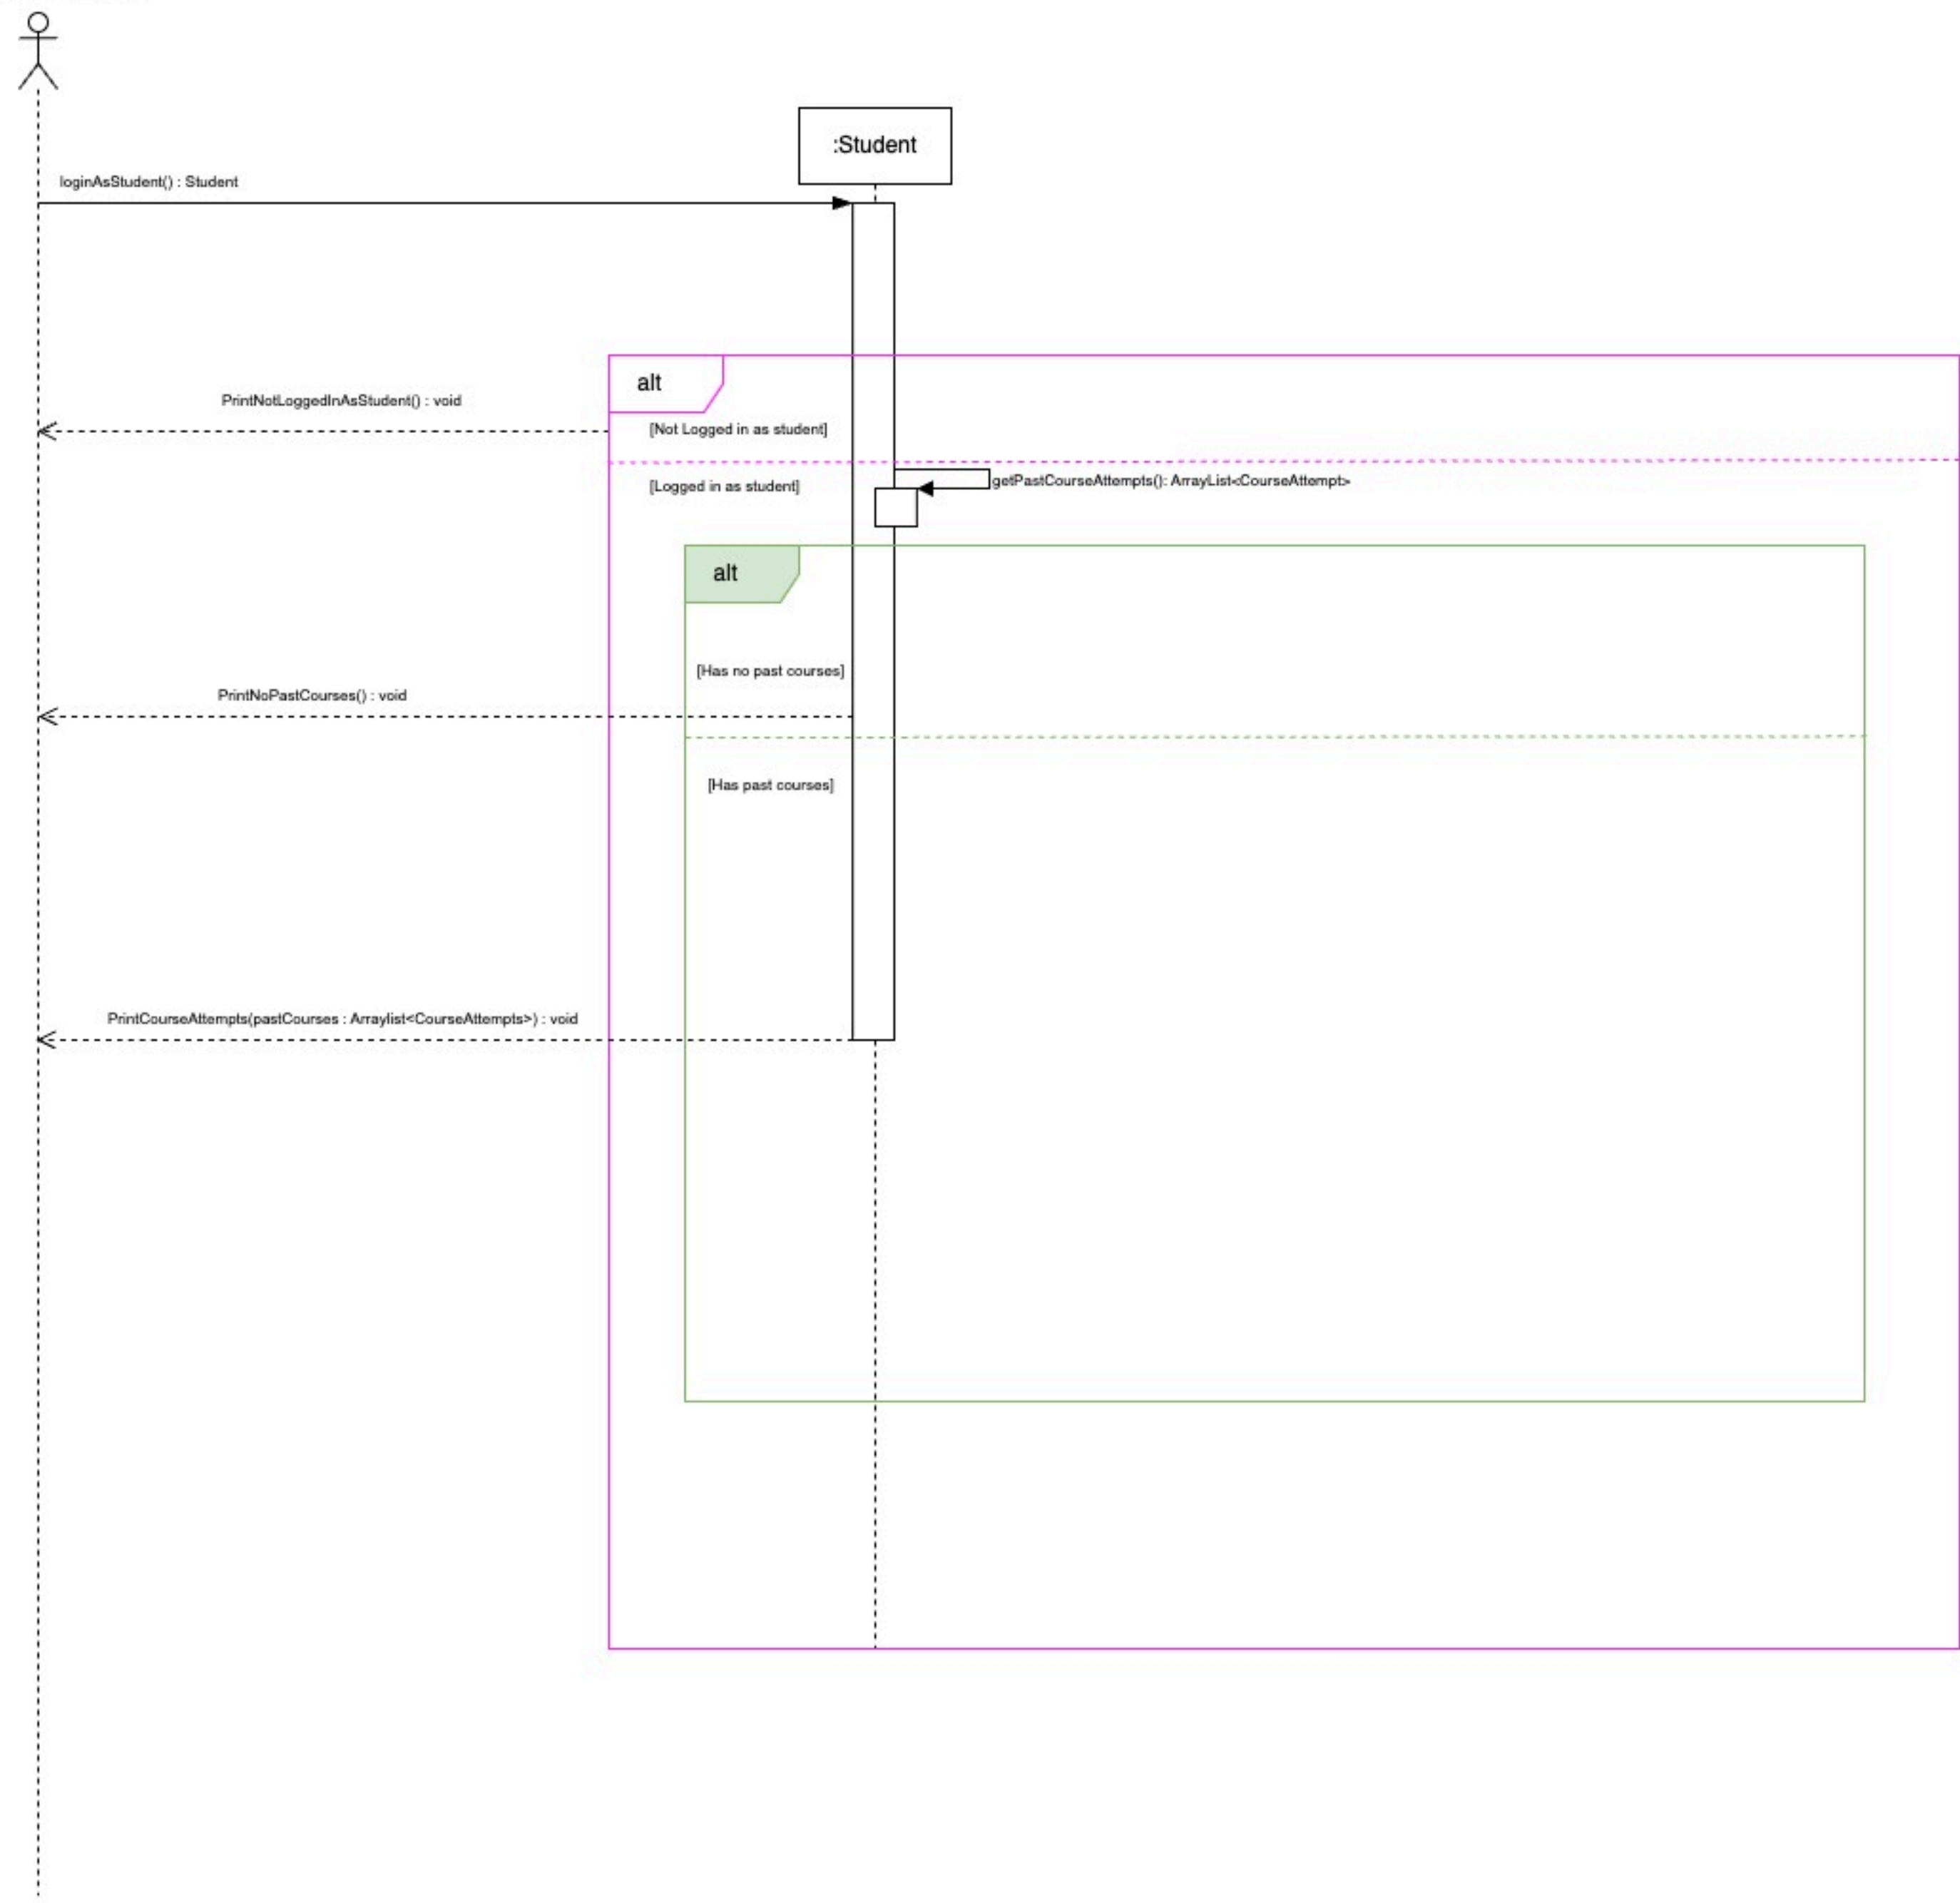 :Student
loginAsStudent() : Student
alt
PrintNotLoggedInAsStudent() : void
[Not Logged in as student]
getPastCourseAttempts(): ArrayList<CourseAttempt>
[Logged in as student]
alt
[Has no past courses]
PrintNoPastCourses() : void
[Has past courses]
PrintCourseAttempts(pastCourses : Arraylist<CourseAttempts>) : void